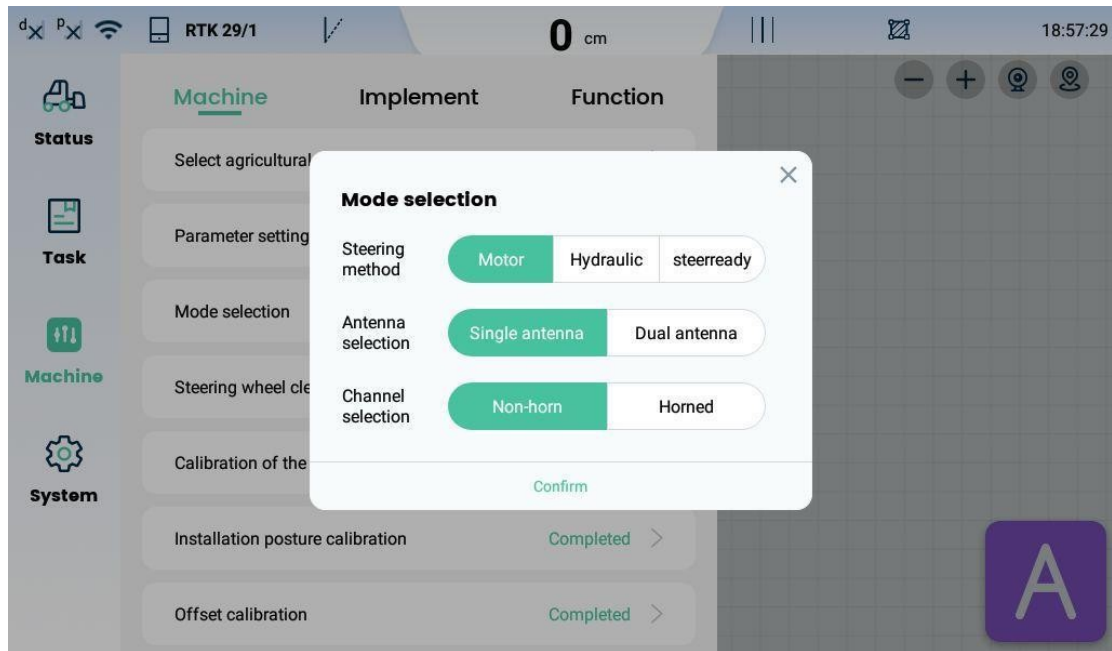 d P RTK 29/1 0 cm 18:57:29
Machine Implement Function
Status
Select agricultural
Mode selection
Parameter setting
Steering
method
Motor Hydraulic steerready
Task
Mode selection
Antenna
selection
Single antenna Dual antenna
Machine
Steering wheel cle
Channel
selection
Non-horn Horned
Calibration of the
System
Confirm
Installation posture calibration Completed
Offset calibration Completed
A